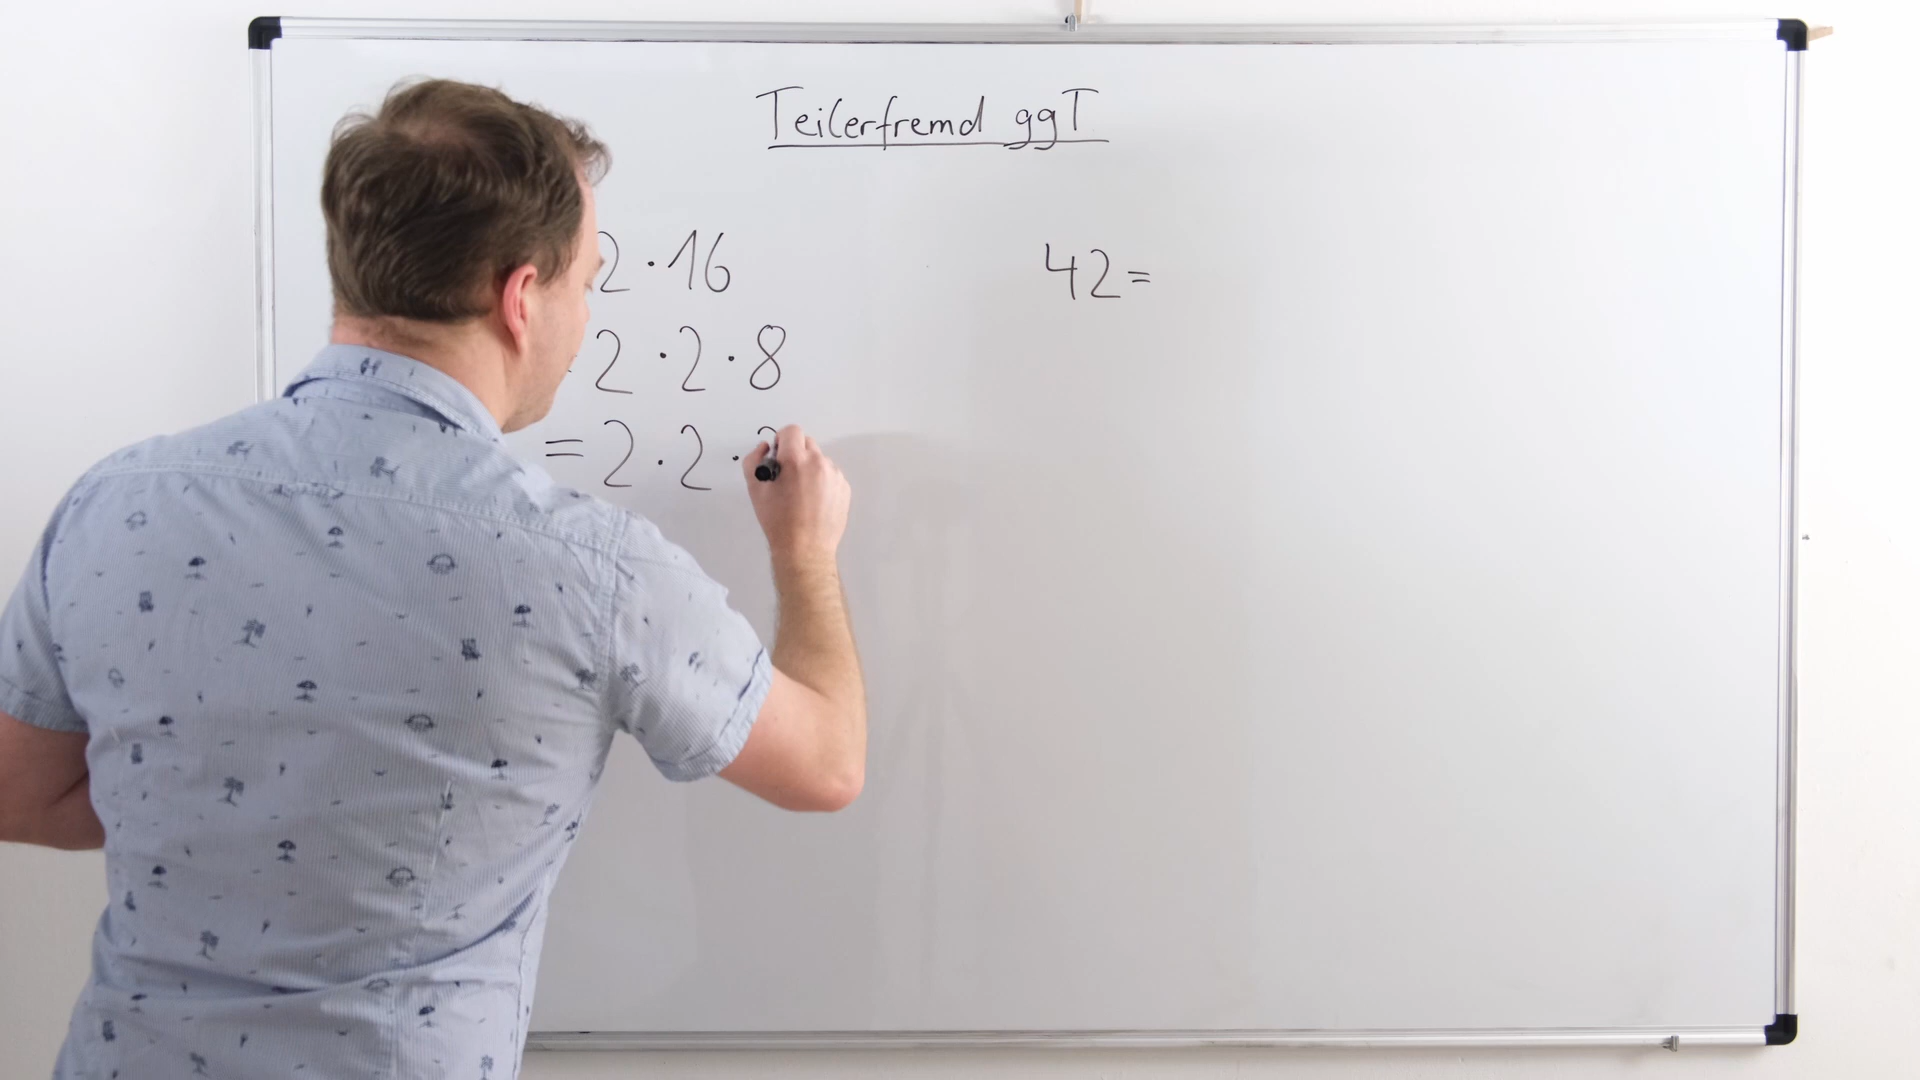 Teilerfremd ggT
2 · 16
2 · 2 · 8
= 2 · 2 ·
42 =